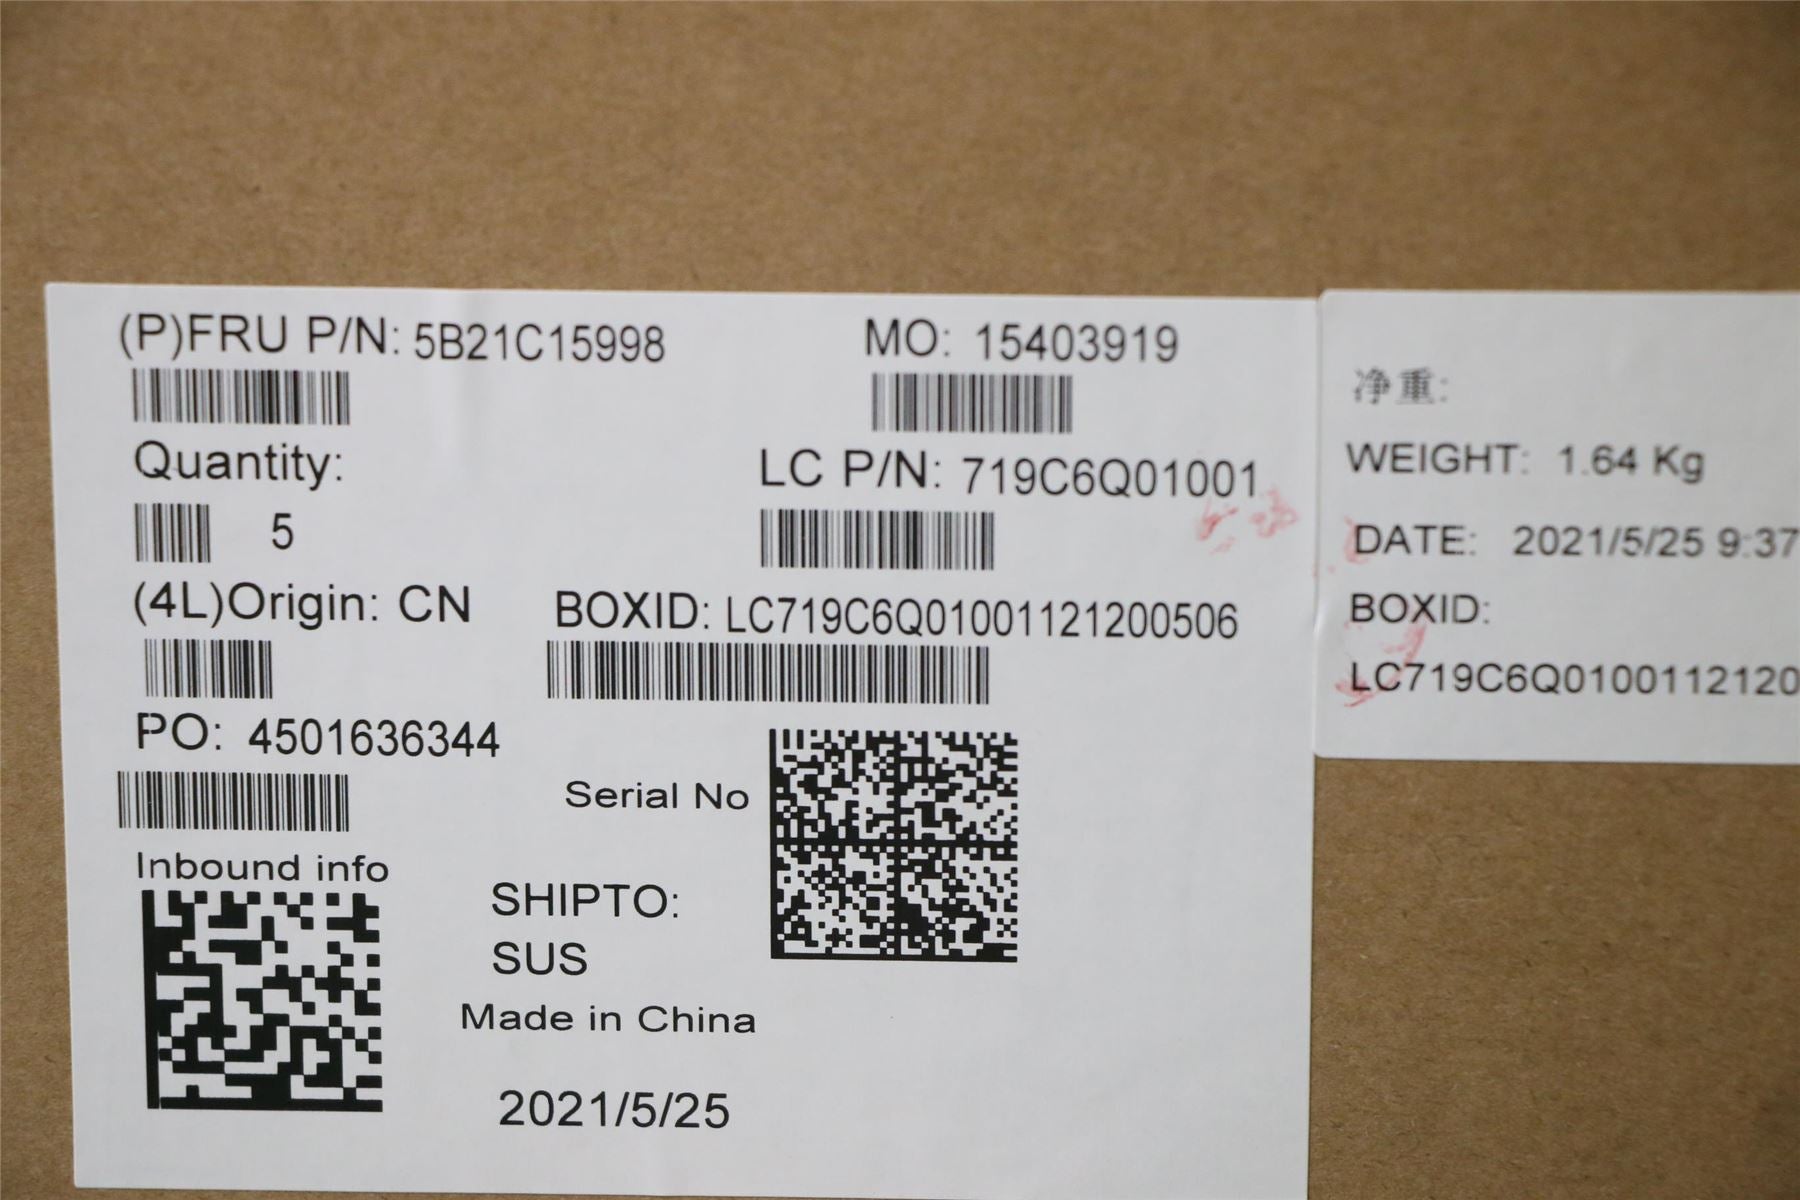 (P)FRU P/N: 5B21C15998
MO: 15403919
Quantity:
5
LC P/N: 719C6Q01001
(4L)Origin: CN
BOXID: LC719C6Q01001121200506
PO: 4501636344
Serial No
Inbound info
SHIPTO:
SUS
Made in China
2021/5/25
净重:
WEIGHT: 1.64 Kg
DATE: 2021/5/25 9:37
BOXID:
LC719C6Q0100112120